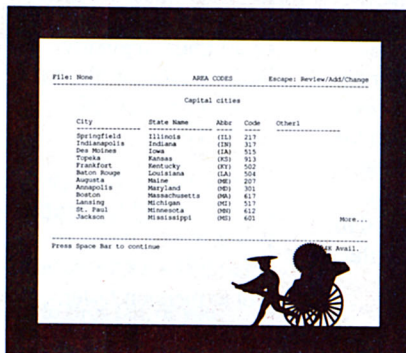 File: None AREA CODES Escape: Review/Add/Change
Capital cities
City State Name Abbr Code Other1
Springfield Illinois (IL) 217
Indianapolis Indiana (IN) 317
Des Moines Iowa (IA) 515
Topeka Kansas (KS) 913
Frankfort Kentucky (KY) 502
Baton Rouge Louisiana (LA) 504
Augusta Maine (ME) 207
Annapolis Maryland (MD) 301
Boston Massachusetts (MA) 617
Lansing Michigan (MI) 517
St. Paul Minnesota (MN) 612
Jackson Mississippi (MS) 601 More...
Press Space Bar to continue Avail.